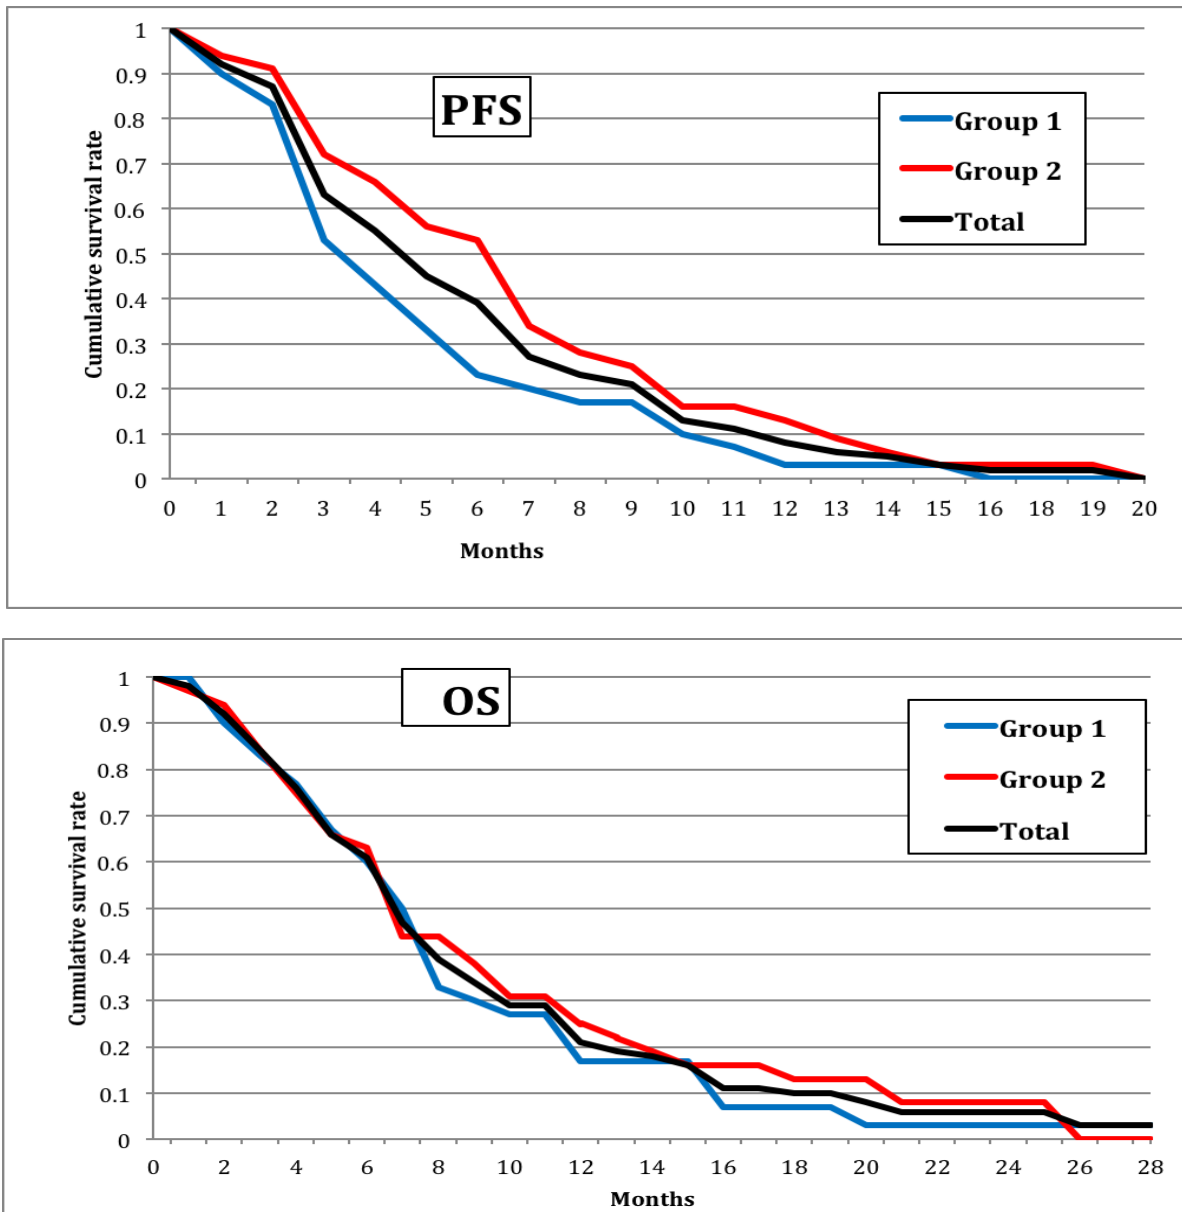 PFS
Group 1
Group 2
Total
Cumulative survival rate
1
0.9
0.8
0.7
0.6
0.5
0.4
0.3
0.2
0.1
0
0 1 2 3 4 5 6 7 8 9 10 11 12 13 14 15 16 18 19 20
Months
OS
Group 1
Group 2
Total
Cumulative survival rate
1
0.9
0.8
0.7
0.6
0.5
0.4
0.3
0.2
0.1
0
0 2 4 6 8 10 12 14 16 18 20 22 24 26 28
Months